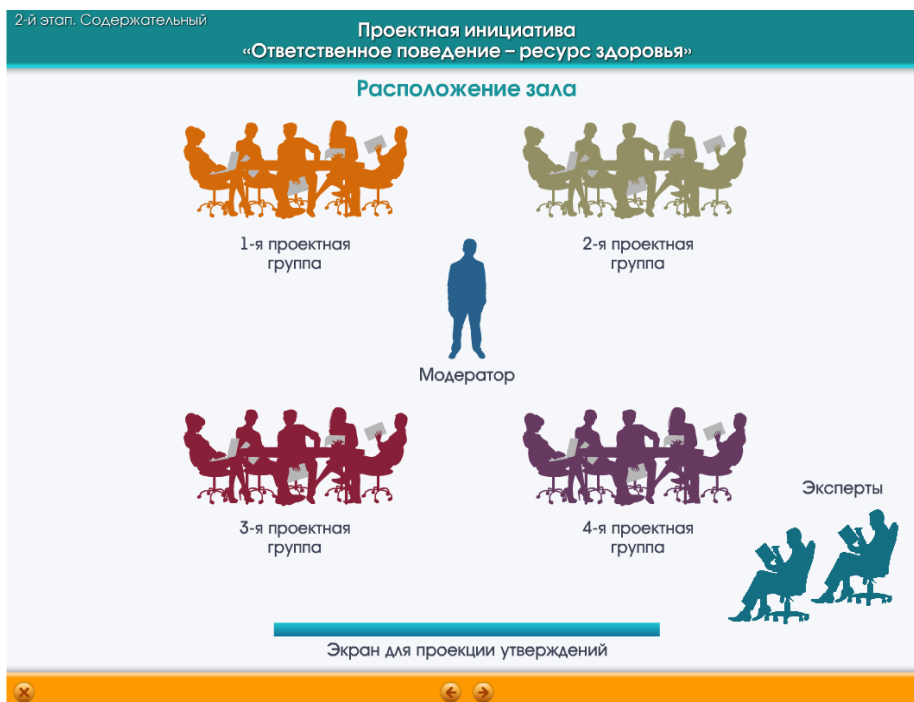 2-й этап. Содержательный
Проектная инициатива
«Ответственное поведение – ресурс здоровья»
Расположение зала
1-я проектная
группа
2-я проектная
группа
Модератор
3-я проектная
группа
4-я проектная
группа
Эксперты
Экран для проекции утверждений